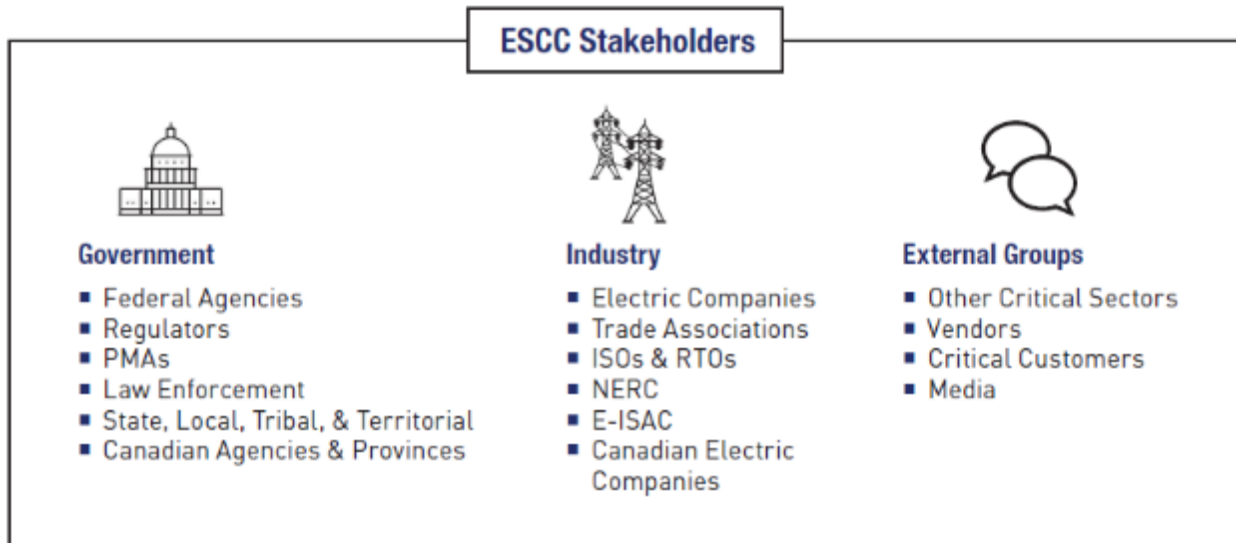 ESCC Stakeholders
Government
▪ Federal Agencies
▪ Regulators
▪ PMAs
▪ Law Enforcement
▪ State, Local, Tribal, & Territorial
▪ Canadian Agencies & Provinces
Industry
▪ Electric Companies
▪ Trade Associations
▪ ISOs & RTOs
▪ NERC
▪ E-ISAC
▪ Canadian Electric
Companies
External Groups
▪ Other Critical Sectors
▪ Vendors
▪ Critical Customers
▪ Media